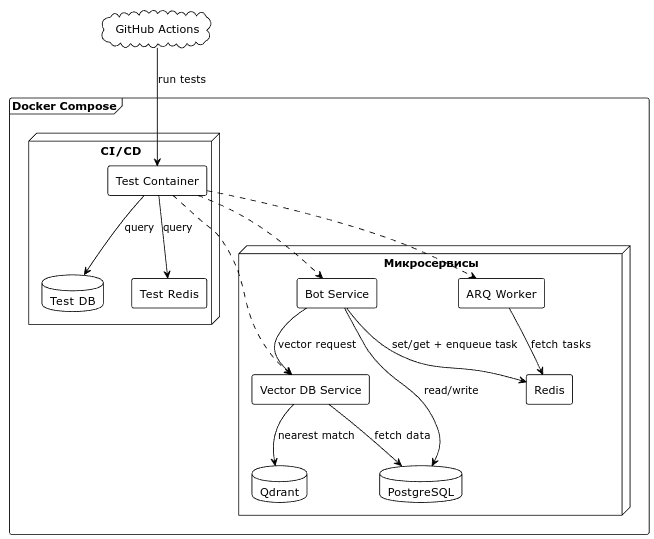 GitHub Actions
run tests
Docker Compose
CI/CD
Test Container
query
query
Test DB
Test Redis
Микросервисы
Bot Service
ARQ Worker
vector request
set/get + enqueue task
fetch tasks
Vector DB Service
read/write
Redis
nearest match
fetch data
Qdrant
PostgreSQL